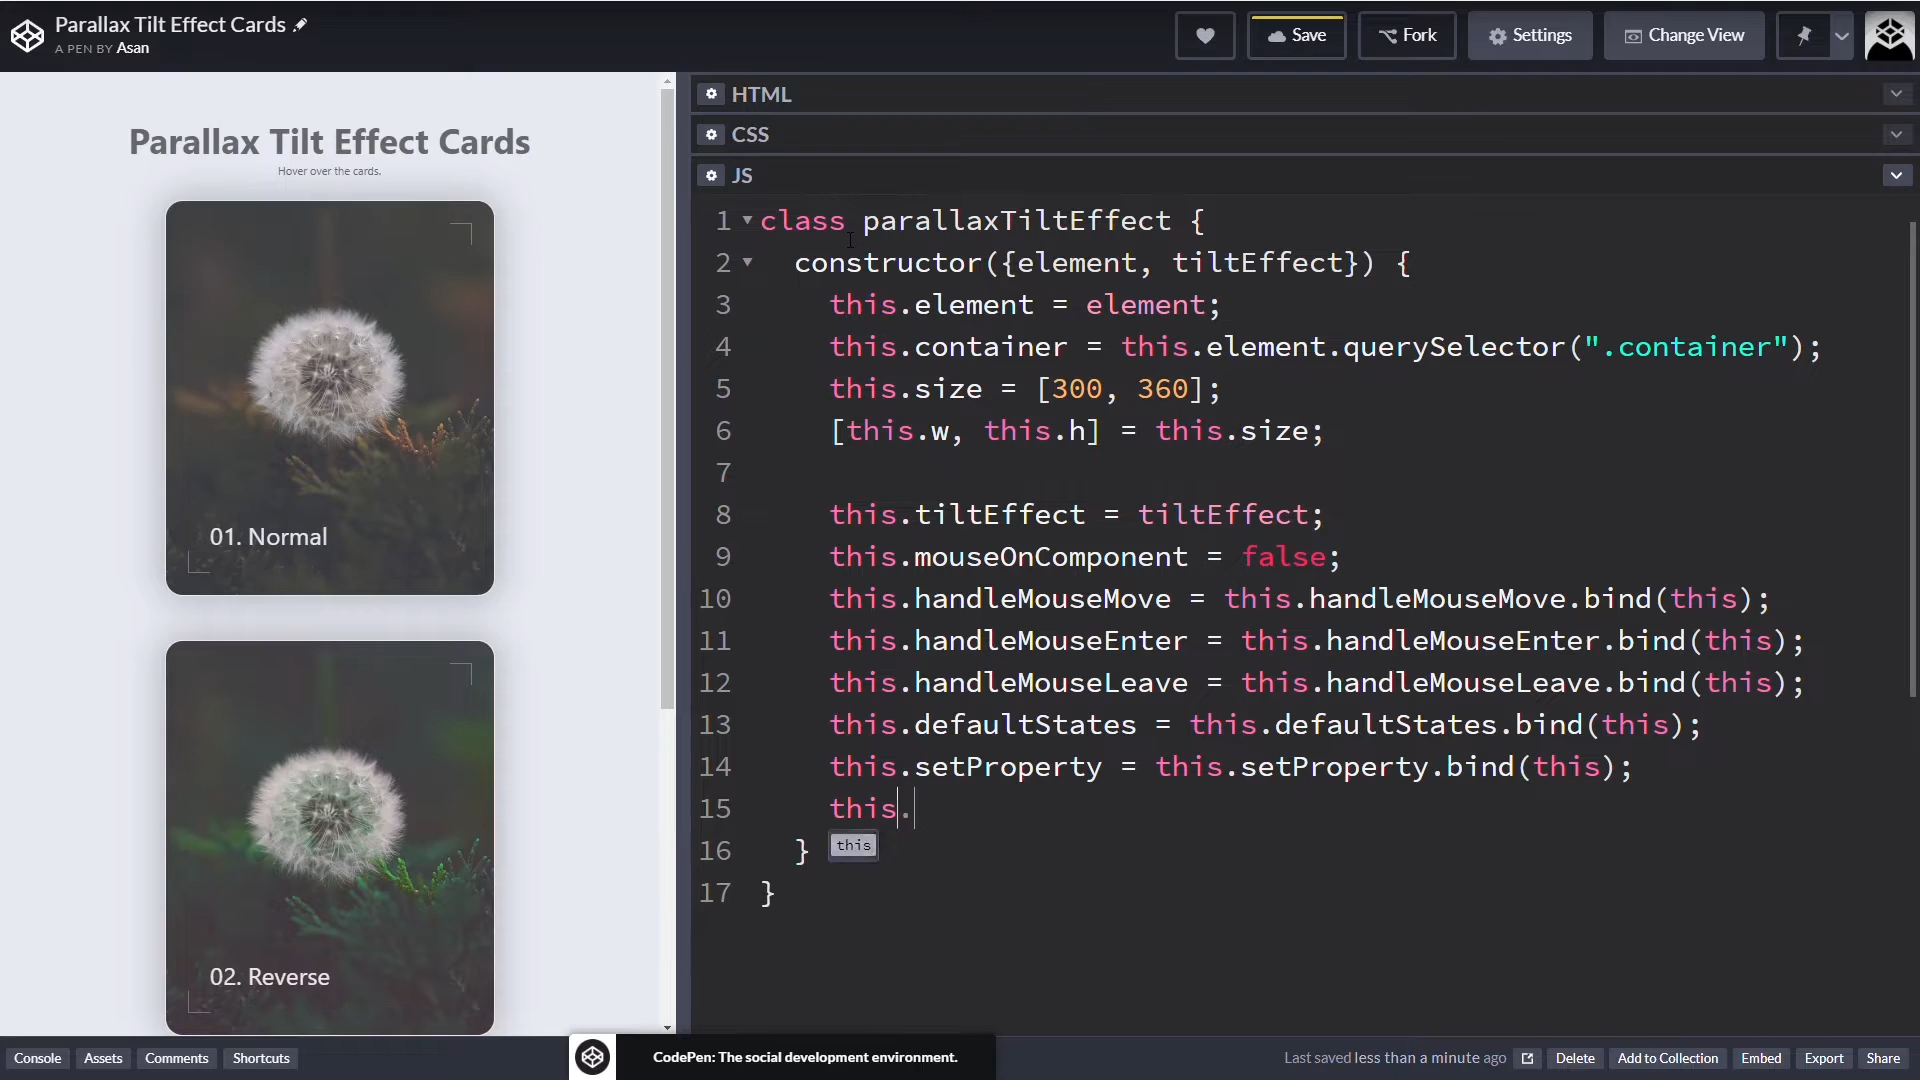 Parallax Tilt Effect Cards
A PEN BY Asan
Save
Fork
Settings
Change View
Parallax Tilt Effect Cards
Hover over the cards.
01. Normal
02. Reverse
HTML
CSS
JS
1 class parallaxTiltEffect {
2 constructor({element, tiltEffect}) {
3 this.element = element;
4 this.container = this.element.querySelector(".container");
5 this.size = [300, 360];
6 [this.w, this.h] = this.size;
7
8 this.tiltEffect = tiltEffect;
9 this.mouseOnComponent = false;
10 this.handleMouseMove = this.handleMouseMove.bind(this);
11 this.handleMouseEnter = this.handleMouseEnter.bind(this);
12 this.handleMouseLeave = this.handleMouseLeave.bind(this);
13 this.defaultStates = this.defaultStates.bind(this);
14 this.setProperty = this.setProperty.bind(this);
15 this.
16 }
this
17 }
Console
Assets
Comments
Shortcuts
CodePen: The social development environment.
Last saved less than a minute ago
Delete
Add to Collection
Embed
Export
Share